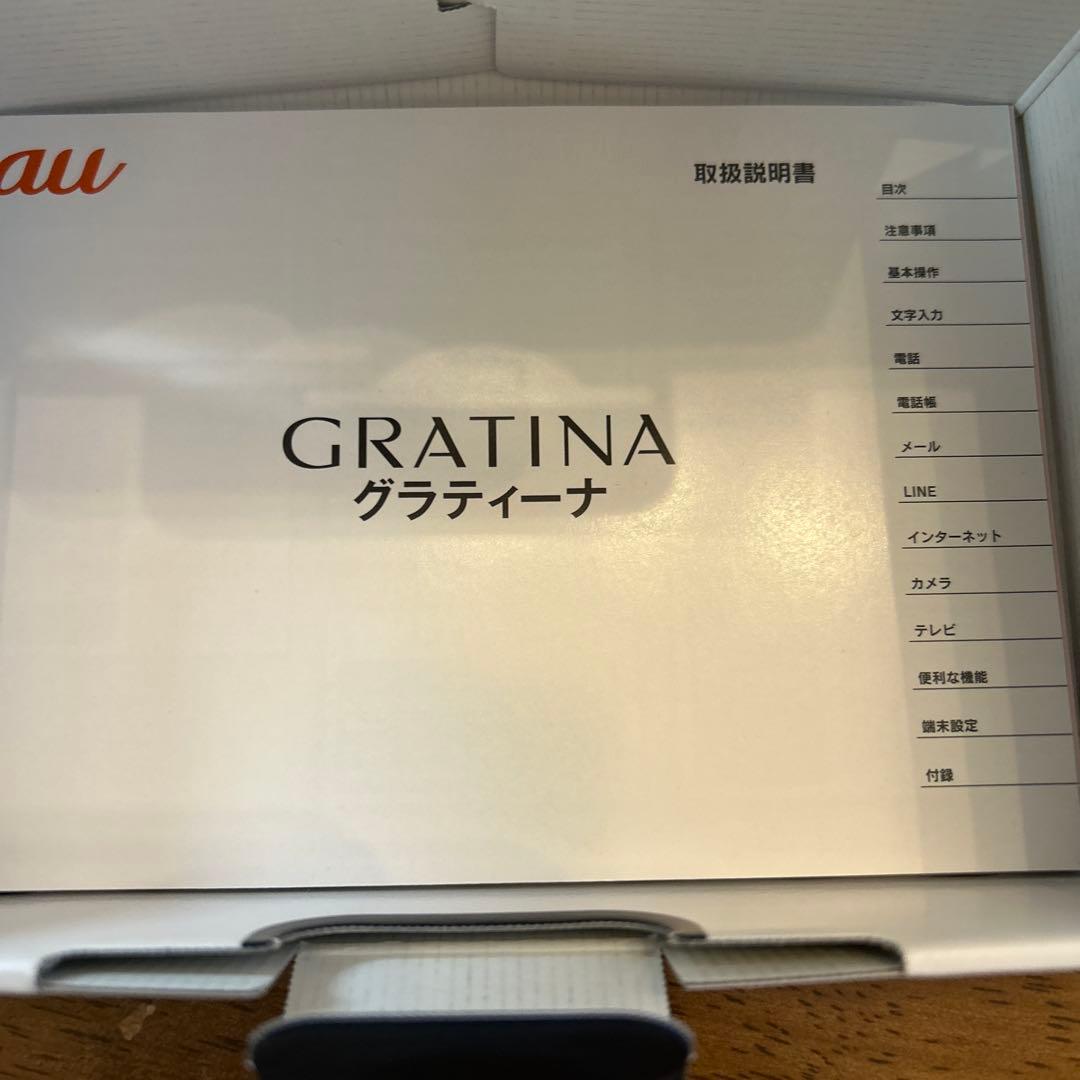 au
取扱説明書
GRATINA
グラティーナ
目次
注意事項
基本操作
文字入力
電話
電話帳
メール
LINE
インターネット
カメラ
テレビ
便利な機能
端末設定
付録